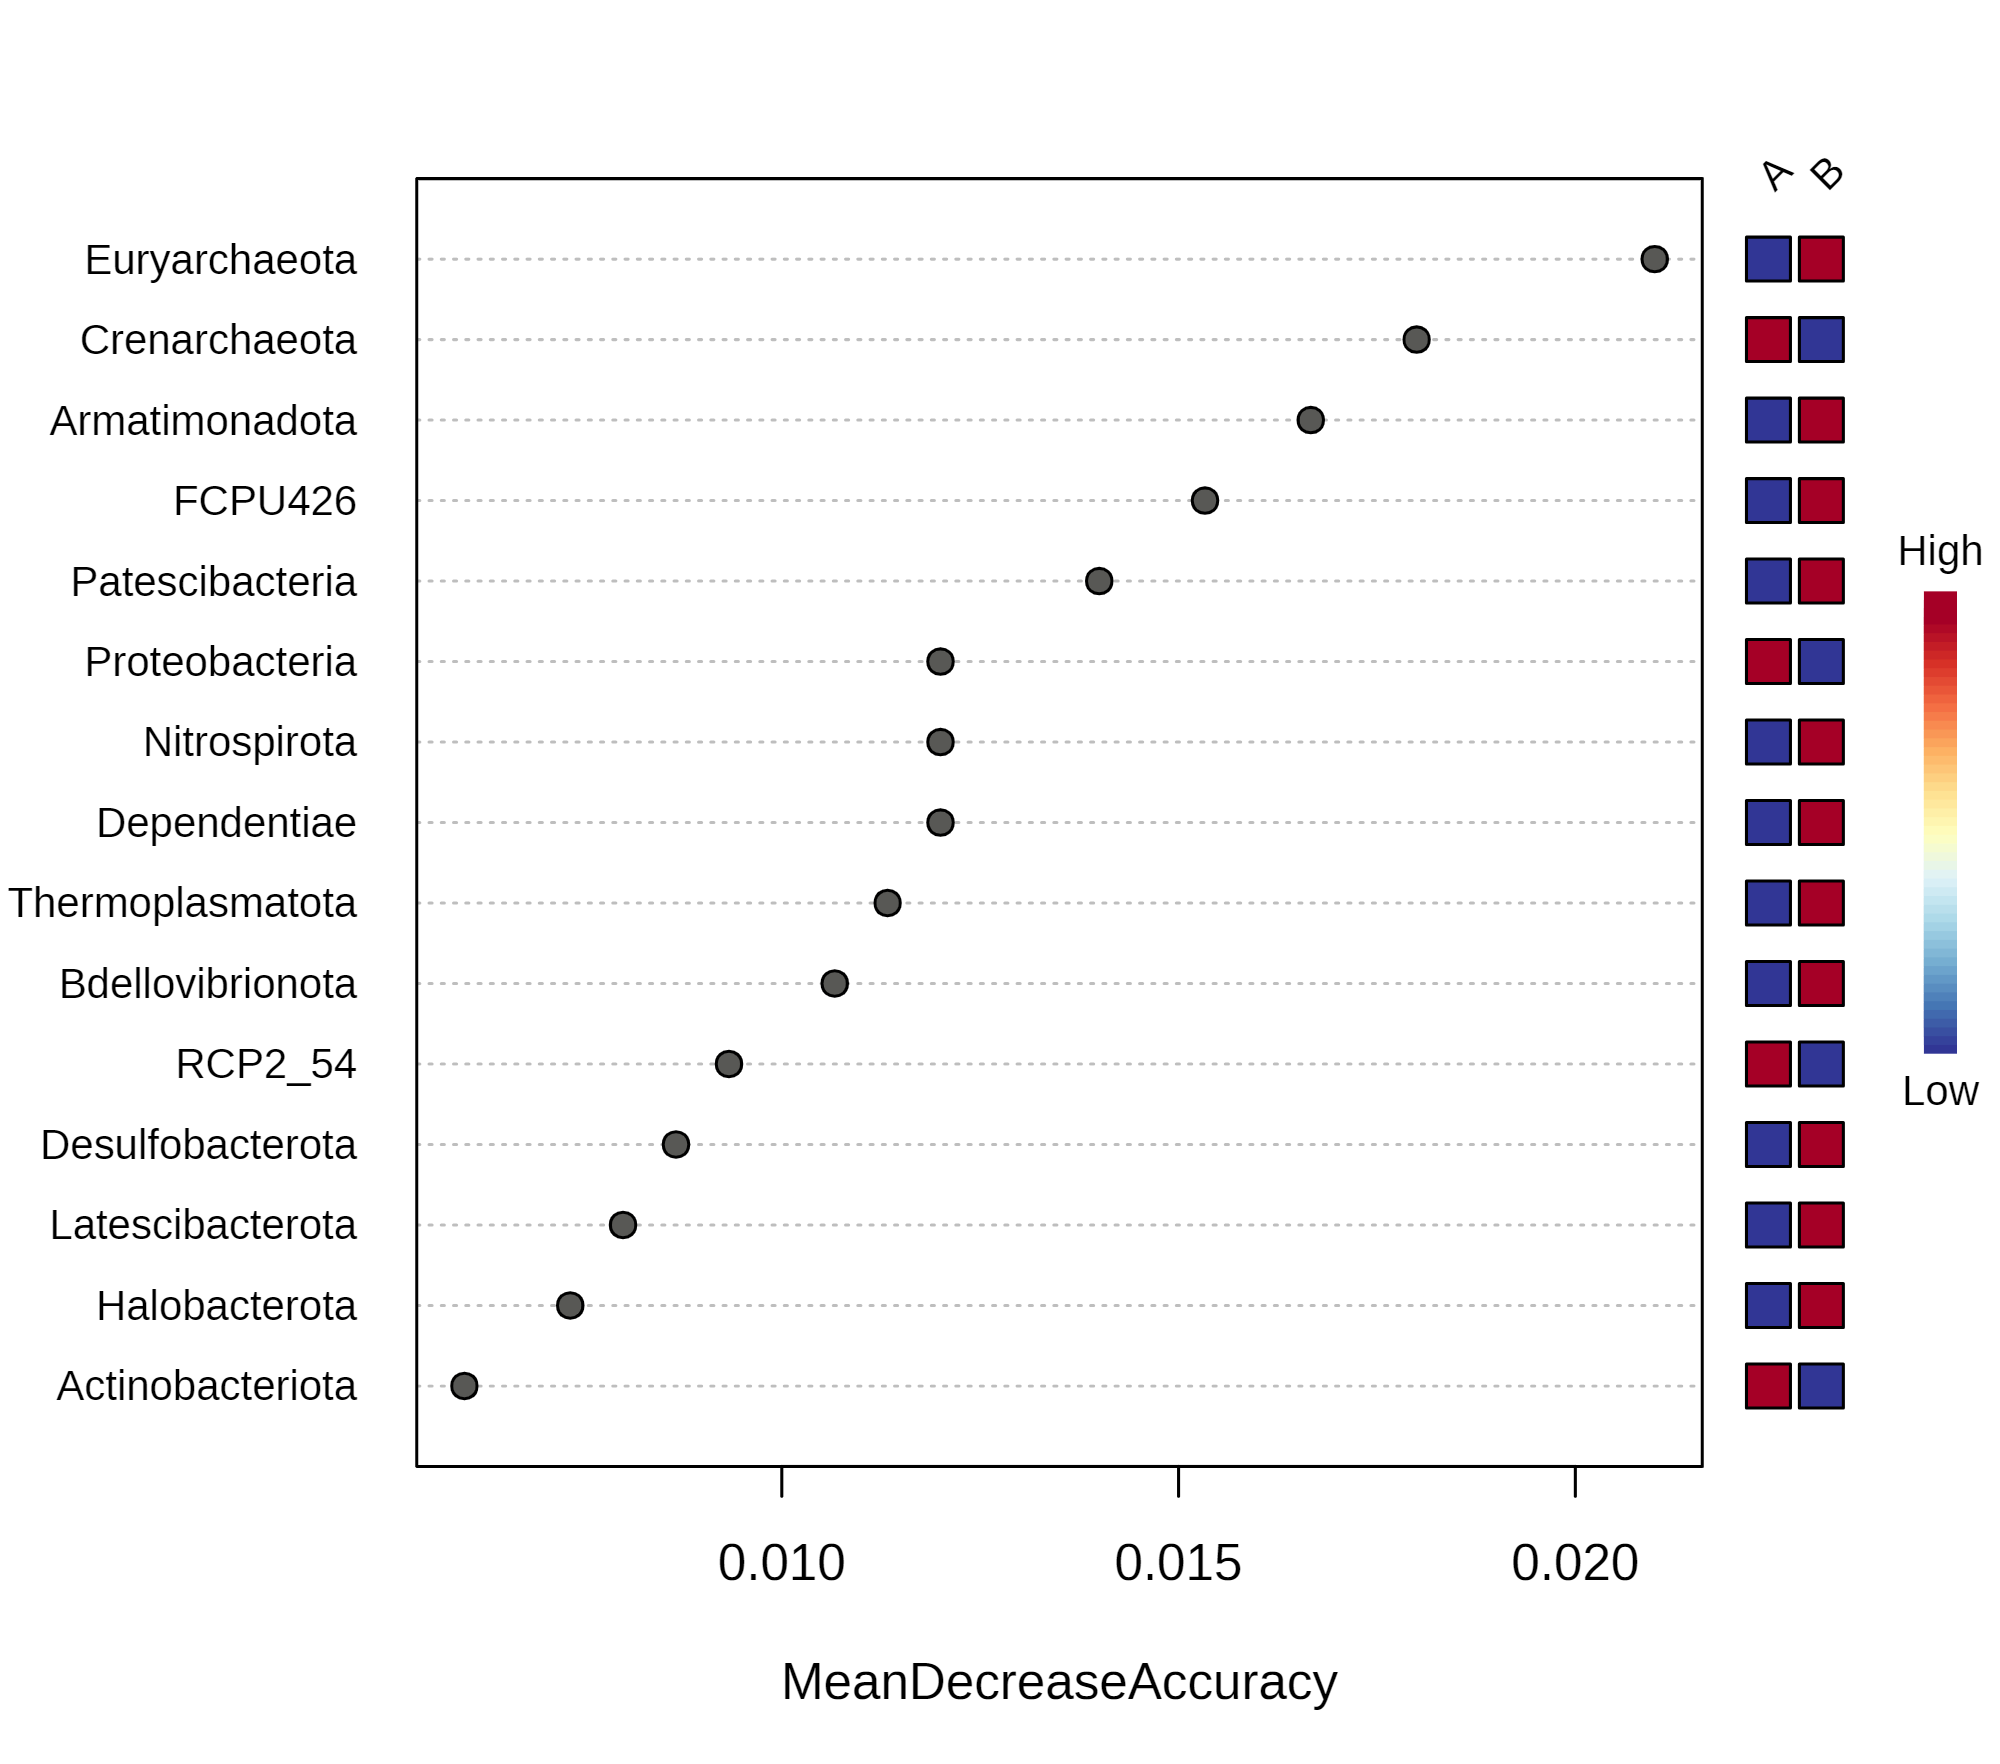 A B
Euryarchaeota
Crenarchaeota
Armatimonadota
FCPU426
Patescibacteria
Proteobacteria
Nitrospirota
Dependentiae
Thermoplasmatota
Bdellovibrionota
RCP2_54
Desulfobacterota
Latescibacterota
Halobacterota
Actinobacteriota
High
Low
0.010 0.015 0.020
MeanDecreaseAccuracy